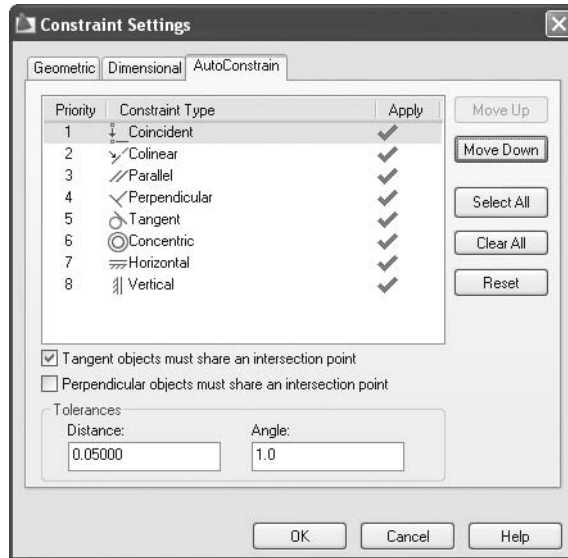 Constraint Settings
Geometric Dimensional AutoConstrain
Priority Constraint Type Apply
1 Coincident
2 Colinear
3 Parallel
4 Perpendicular
5 Tangent
6 Concentric
7 Horizontal
8 Vertical
Move Up
Move Down
Select All
Clear All
Reset
Tangent objects must share an intersection point
Perpendicular objects must share an intersection point
Tolerances
Distance: Angle:
0.05000 1.0
OK Cancel Help